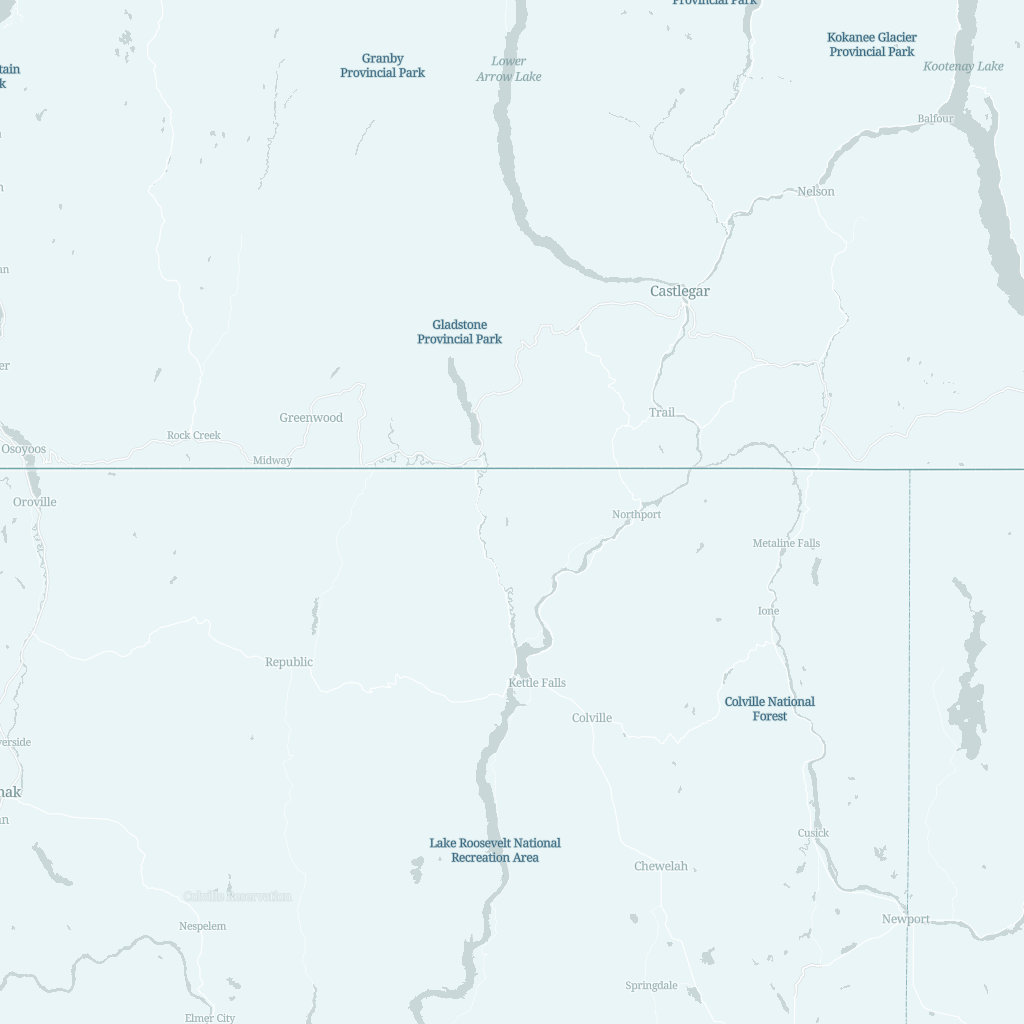 Provincial Park
Kokanee Glacier
Provincial Park
Granby
Provincial Park
Lower
Arrow Lake
Kootenay Lake
Balfour
Nelson
Castlegar
Gladstone
Provincial Park
Greenwood
Trail
Rock Creek
Osoyoos
Midway
Oroville
Northport
Metaline Falls
Ione
Republic
Kettle Falls
Colville National
Forest
Colville
Lake Roosevelt National
Recreation Area
Cusick
Chewelah
Colville Reservation
Nespelem
Newport
Springdale
Elmer City